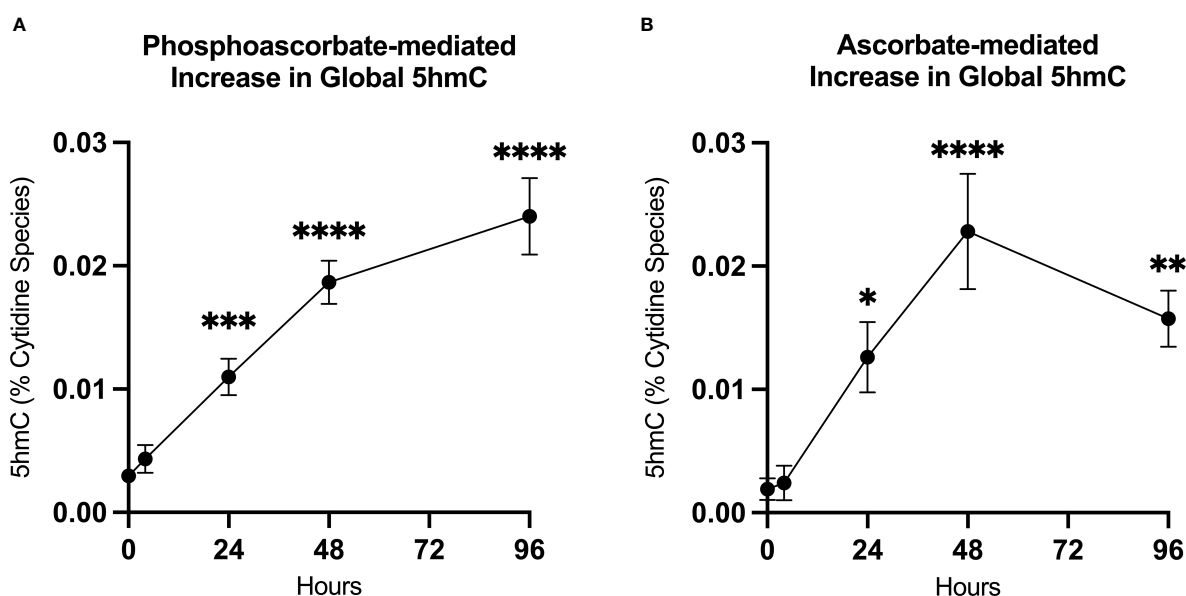 A
Phosphoascorbate-mediated
Increase in Global 5hmC
5hmC (% Cytidine Species)
0.03
0.02
0.01
0.00
***
****
****
0
24
48
72
96
Hours
B
Ascorbate-mediated
Increase in Global 5hmC
5hmC (% Cytidine Species)
0.03
0.02
0.01
0.00
*
****
**
0
24
48
72
96
Hours